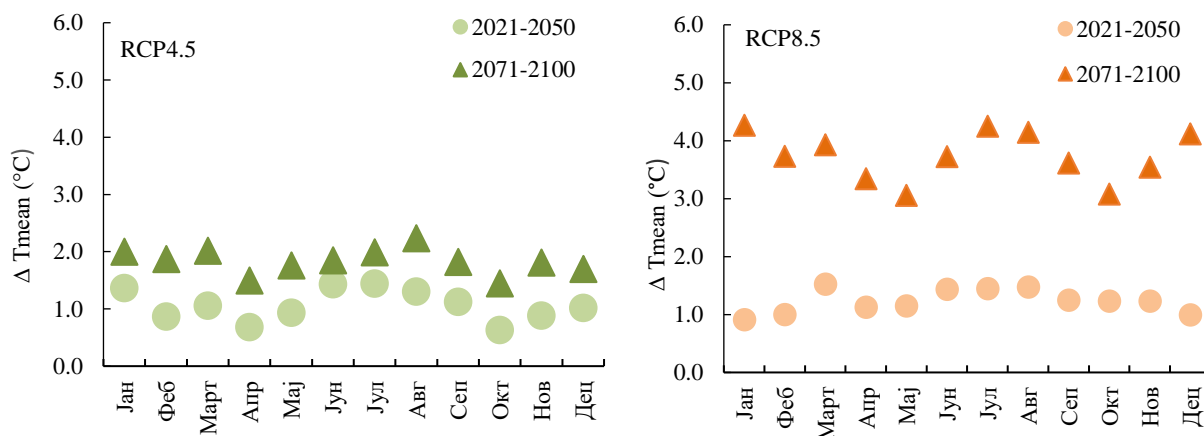 RCP4.5
2021-2050
2071-2100
Δ Tmean (°C)
6.0
5.0
4.0
3.0
2.0
1.0
0.0
Јан
Феб
Март
Апр
Мај
Јун
Јул
Авг
Сеп
Окт
Нов
Дец
RCP8.5
2021-2050
2071-2100
Δ Tmean (°C)
6.0
5.0
4.0
3.0
2.0
1.0
0.0
Јан
Феб
Март
Апр
Мај
Јун
Јул
Авг
Сеп
Окт
Нов
Дец